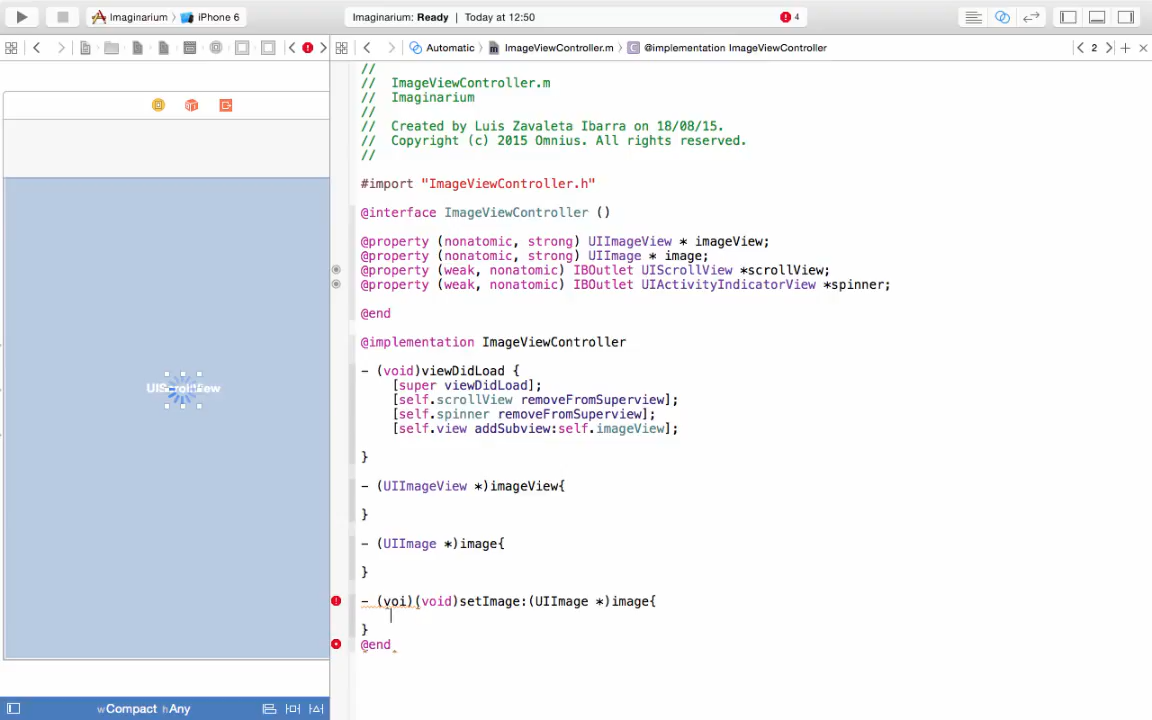 Imaginarium
iPhone 6
Imaginarium: Ready | Today at 12:50
4
Automatic
ImageViewController.m
C @implementation ImageViewController
2
//
// ImageViewController.m
// Imaginarium
//
// Created by Luis Zavaleta Ibarra on 18/08/15.
// Copyright (c) 2015 Omnius. All rights reserved.
//
#import "ImageViewController.h"
@interface ImageViewController ()
@property (nonatomic, strong) UIImageView * imageView;
@property (nonatomic, strong) UIImage * image;
@property (weak, nonatomic) IBOutlet UIScrollView *scrollView;
@property (weak, nonatomic) IBOutlet UIActivityIndicatorView *spinner;
@end
@implementation ImageViewController
- (void)viewDidLoad {
[super viewDidLoad];
[self.scrollView removeFromSuperview];
[self.spinner removeFromSuperview];
[self.view addSubview:self.imageView];
}
- (UIImageView *)imageView{
}
- (UIImage *)image{
}
- (voi)(void)setImage:(UIImage *)image{
}
@end
UIScrollView
wCompact hAny